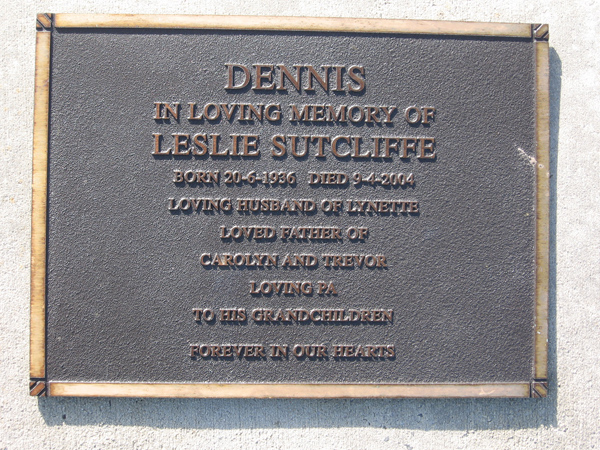 DENNIS
IN LOVING MEMORY OF
LESLIE SUTCLIFFE
BORN 20-6-1936 DIED 9-4-2004
LOVING HUSBAND OF LYNETTE
LOVED FATHER OF
CAROLYN AND TREVOR
LOVING PA
TO HIS GRANDCHILDREN
FOREVER IN OUR HEARTS